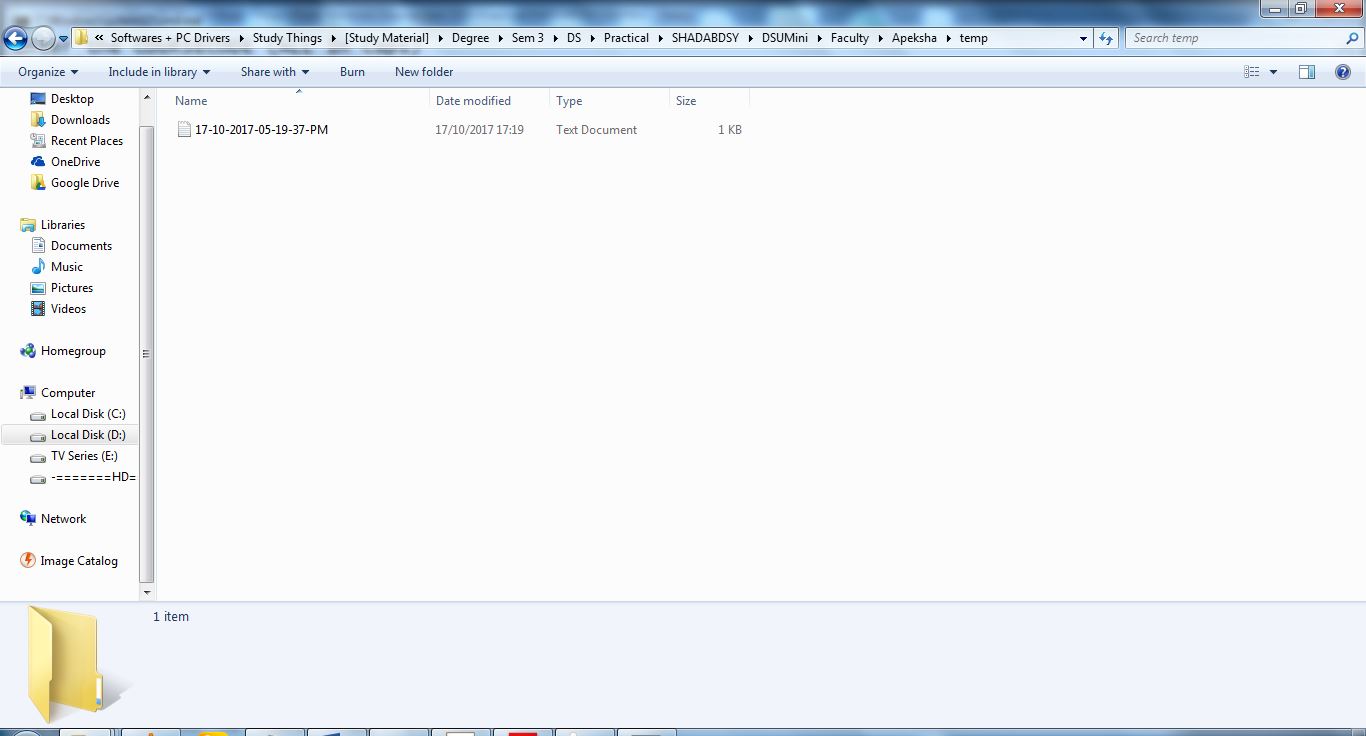 « Softwares + PC Drivers Study Things [Study Material] Degree Sem 3 DS Practical SHADABDSY DSUMini Faculty Apeksha temp Search temp
Organize Include in library Share with Burn New folder
Name Date modified Type Size
17-10-2017-05-19-37-PM 17/10/2017 17:19 Text Document 1 KB
Desktop
Downloads
Recent Places
OneDrive
Google Drive
Libraries
Documents
Music
Pictures
Videos
Homegroup
Computer
Local Disk (C:)
Local Disk (D:)
TV Series (E:)
-=======HD=
Network
Image Catalog
1 item